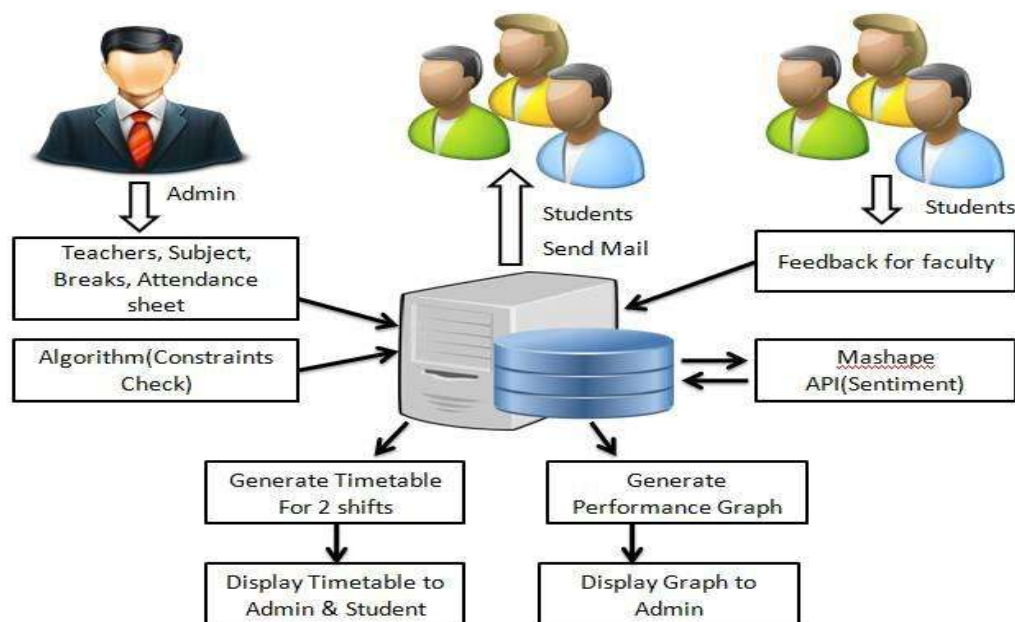 Admin
Students
Send Mail
Students
Teachers, Subject,
Breaks, Attendance
sheet
Feedback for faculty
Algorithm(Constraints
Check)
Mashape
API(Sentiment)
Generate Timetable
For 2 shifts
Generate
Performance Graph
Display Timetable to
Admin & Student
Display Graph to
Admin